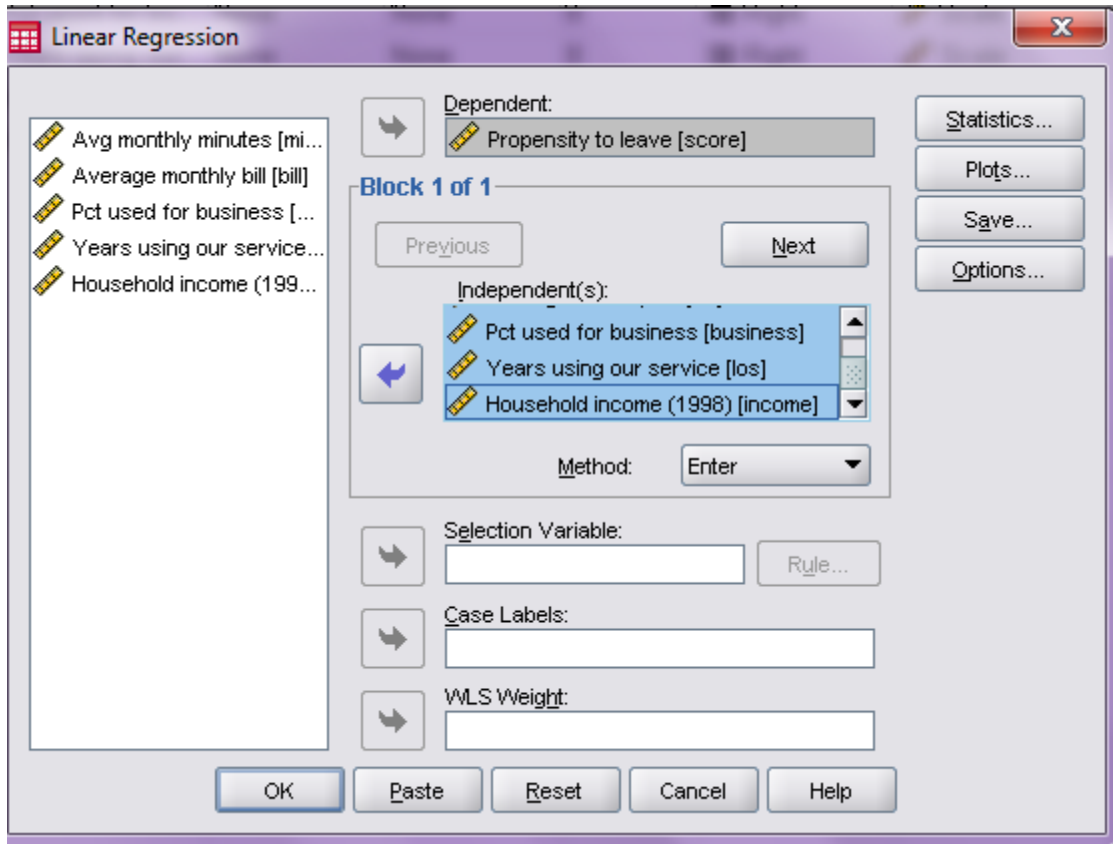 Linear Regression
X
Avg monthly minutes [mi...
Average monthly bill [bill]
Pct used for business [...
Years using our service...
Household income (199...
Dependent:
Propensity to leave [score]
Block 1 of 1
Previous
Next
Independent(s):
Pct used for business [business]
Years using our service [los]
Household income (1998) [income]
Method:
Enter
Selection Variable:
Rule...
Case Labels:
WLS Weight:
Statistics...
Plots...
Save...
Options...
OK
Paste
Reset
Cancel
Help